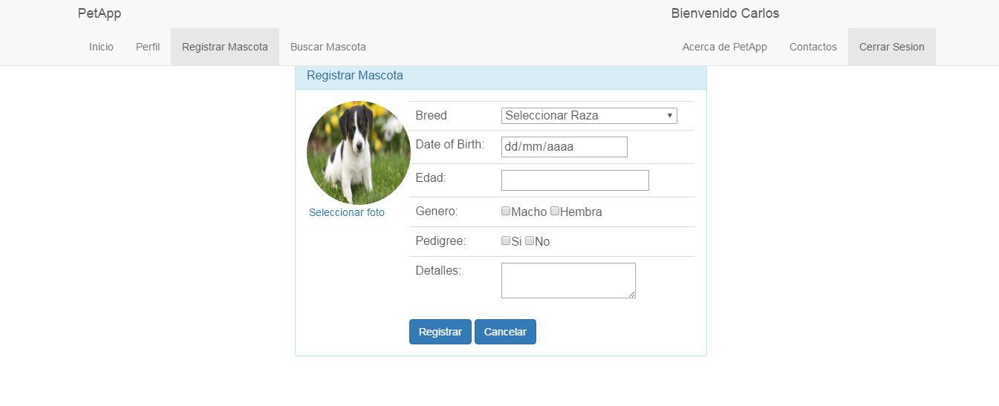 PetApp Bienvenido Carlos
Inicio Perfil Registrar Mascota Buscar Mascota Acerca de PetApp Contactos Cerrar Sesion
Registrar Mascota
Breed Seleccionar Raza
Date of Birth: dd/mm/aaaa
Edad:
Seleccionar foto
Genero: Macho Hembra
Pedigree: Si No
Detalles:
Registrar Cancelar